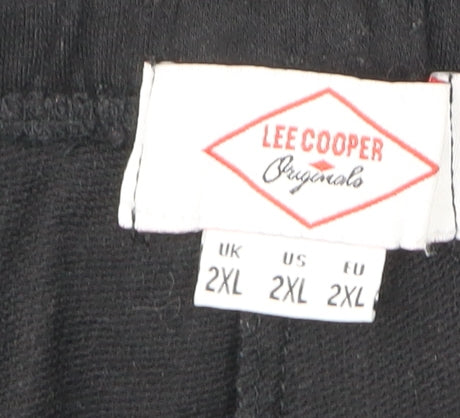 LEE COOPER
Originals
UK US EU
2XL 2XL 2XL